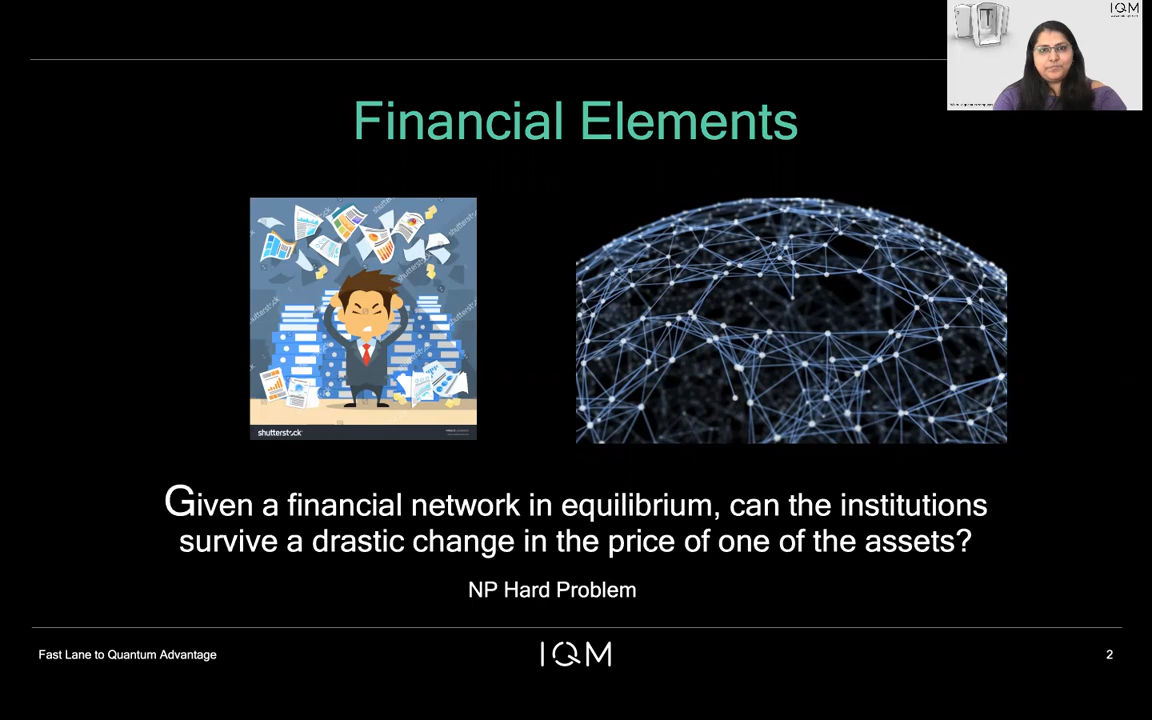 IQM
Financial Elements
shutterstock
Given a financial network in equilibrium, can the institutions
survive a drastic change in the price of one of the assets?
NP Hard Problem
Fast Lane to Quantum Advantage
IQM
2